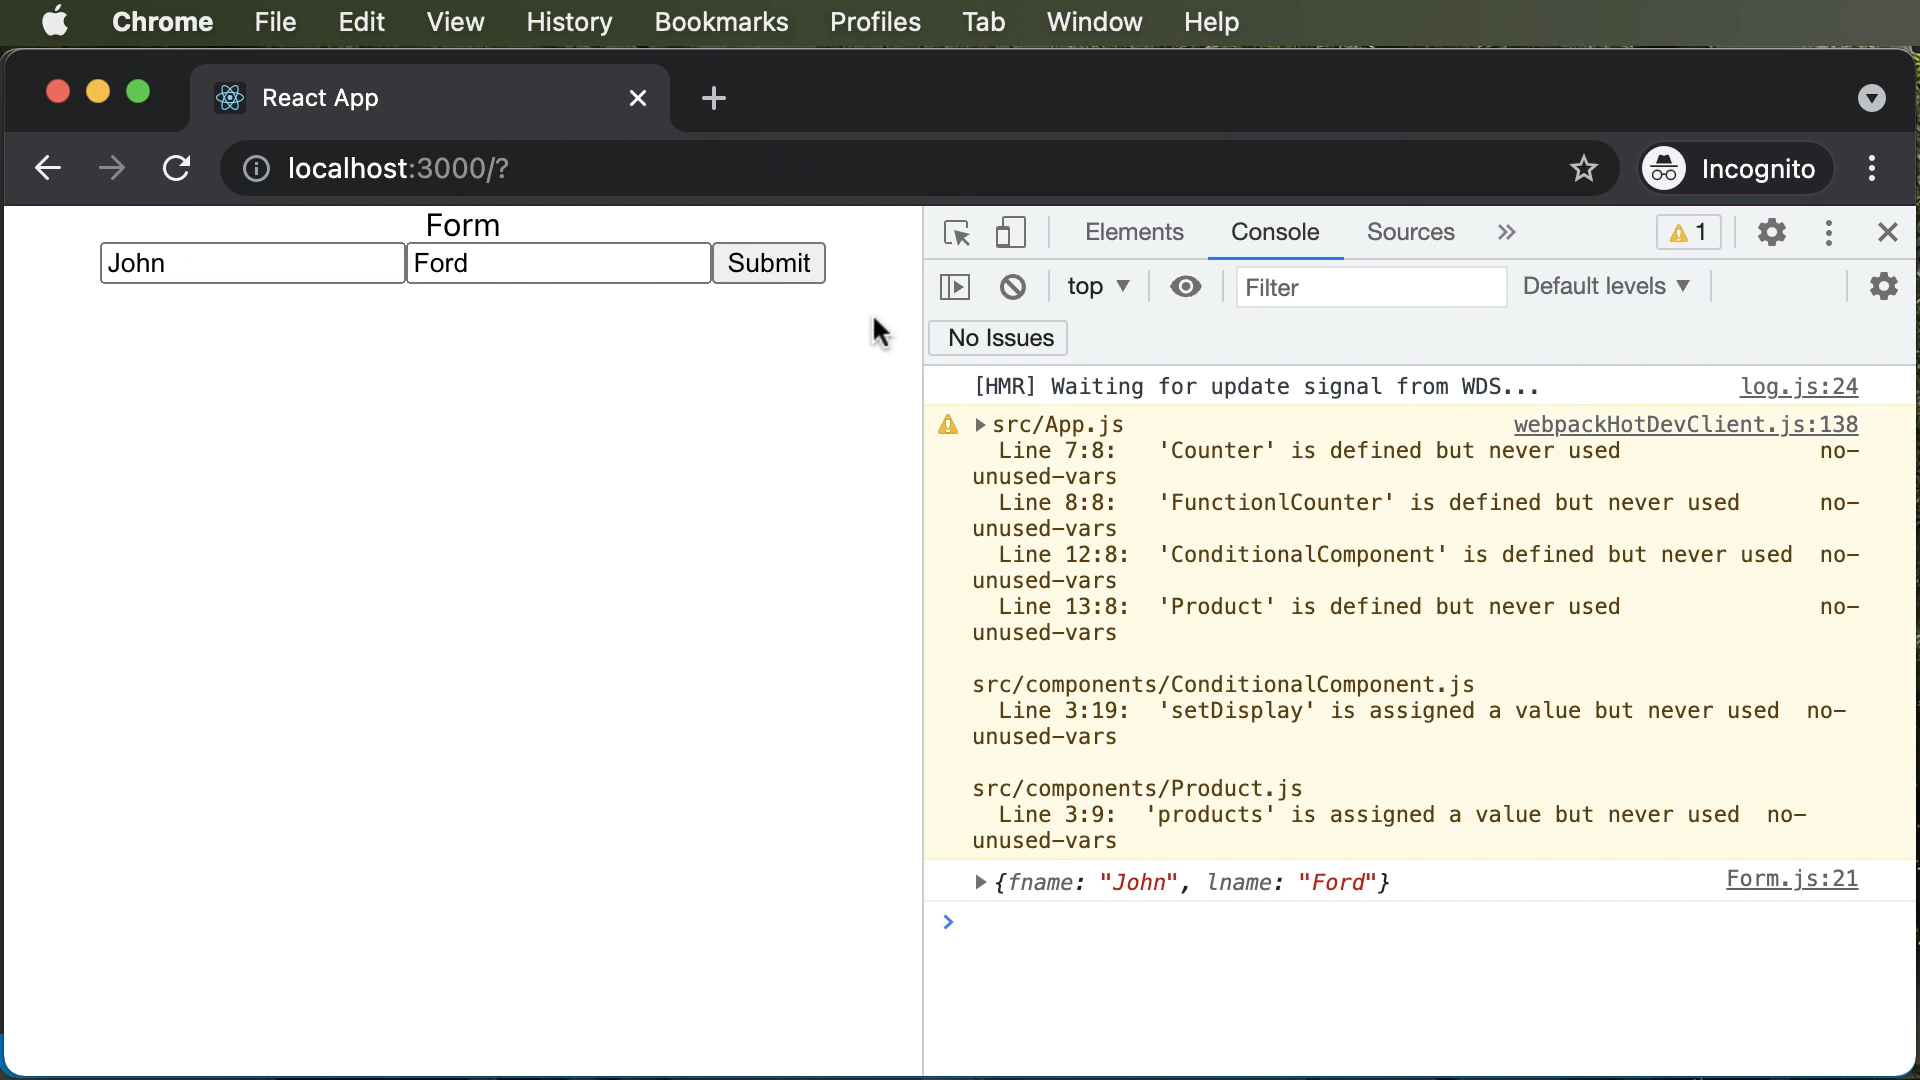 Chrome File Edit View History Bookmarks Profiles Tab Window Help
React App
localhost:3000/?
Incognito
Form
John Ford Submit
Elements Console Sources » 1
top Filter Default levels
No Issues
[HMR] Waiting for update signal from WDS... log.js:24
src/App.js webpackHotDevClient.js:138
Line 7:8: 'Counter' is defined but never used no-
unused-vars
Line 8:8: 'FunctionlCounter' is defined but never used no-
unused-vars
Line 12:8: 'ConditionalComponent' is defined but never used no-
unused-vars
Line 13:8: 'Product' is defined but never used no-
unused-vars
src/components/ConditionalComponent.js
Line 3:19: 'setDisplay' is assigned a value but never used no-
unused-vars
src/components/Product.js
Line 3:9: 'products' is assigned a value but never used no-
unused-vars
{fname: "John", lname: "Ford"} Form.js:21